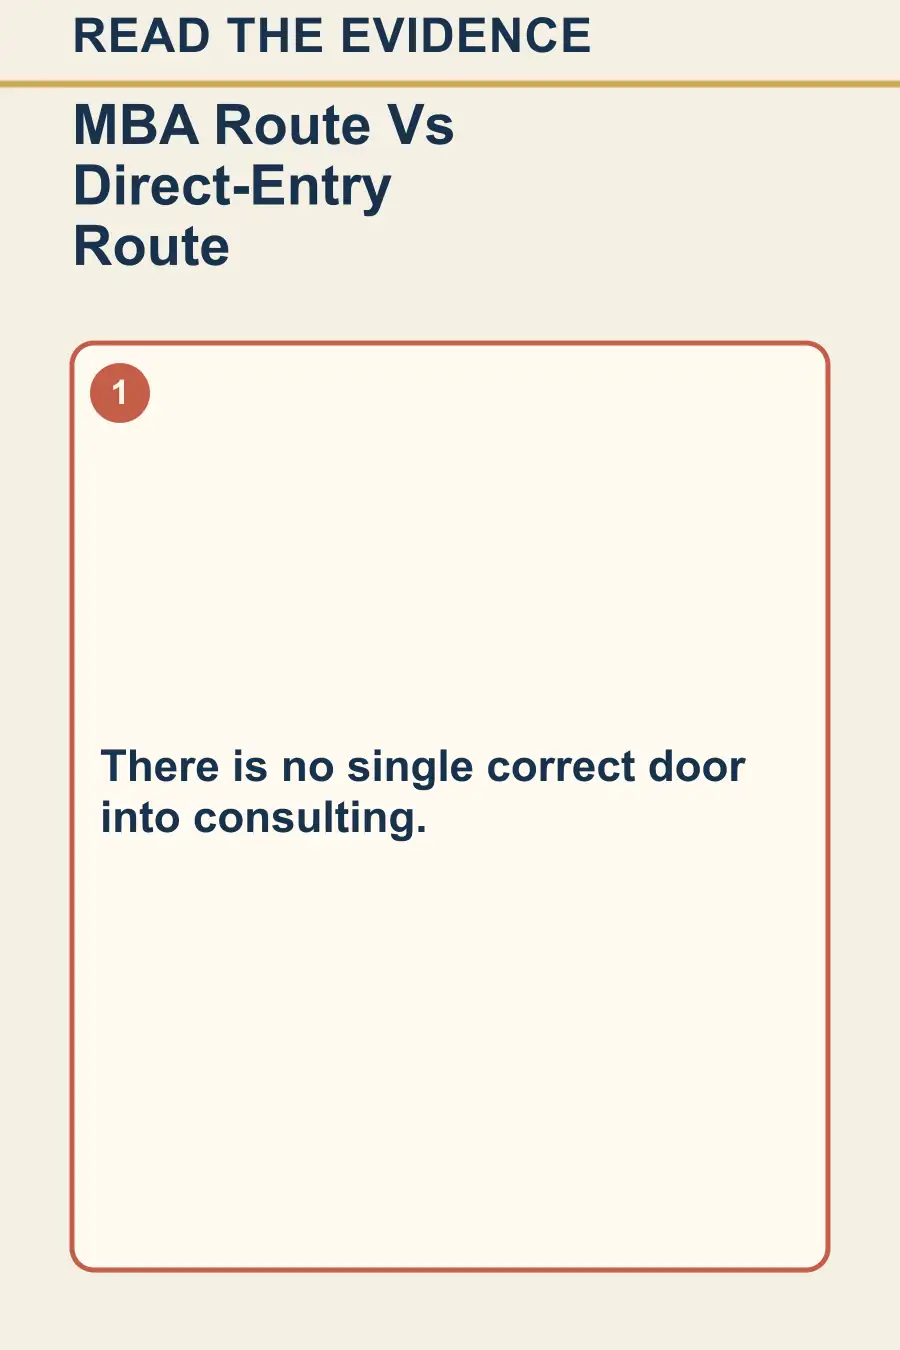 READ THE EVIDENCE
MBA Route Vs
Direct-Entry
Route
1
There is no single correct door
into consulting.